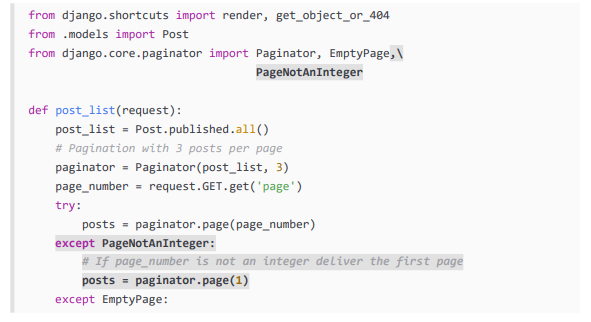 from django.shortcuts import render, get_object_or_404
from .models import Post
from django.core.paginator import Paginator, EmptyPage,\
                                  PageNotAnInteger

def post_list(request):
    post_list = Post.published.all()
    # Pagination with 3 posts per page
    paginator = Paginator(post_list, 3)
    page_number = request.GET.get('page')
    try:
        posts = paginator.page(page_number)
    except PageNotAnInteger:
        # If page_number is not an integer deliver the first page
        posts = paginator.page(1)
    except EmptyPage: